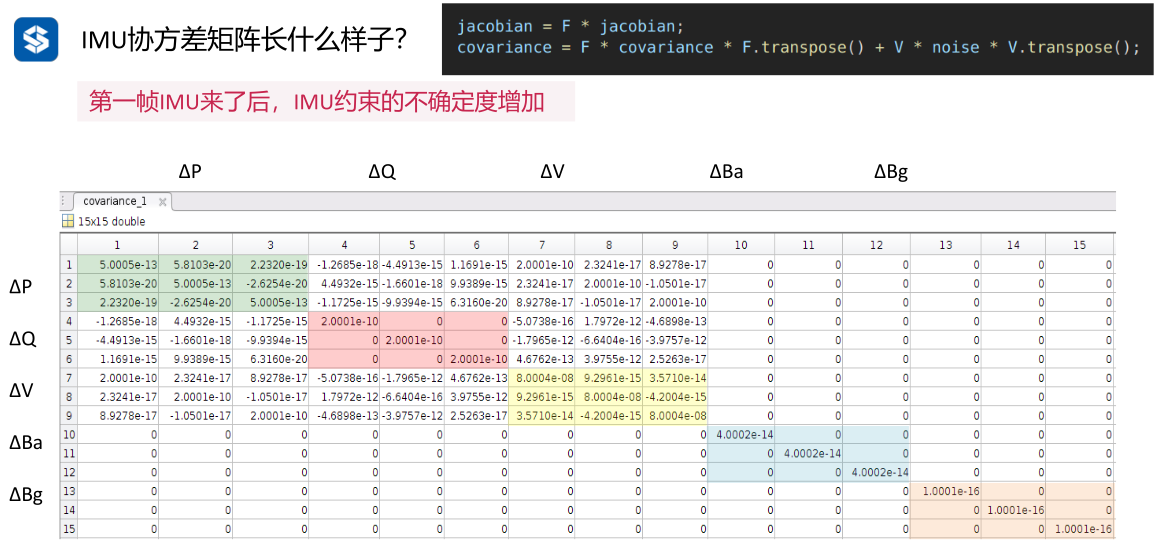 IMU协方差矩阵长什么样子?
jacobian = F * jacobian;
covariance = F * covariance * F.transpose() + V * noise * V.transpose();
第一帧IMU来了后，IMU约束的不确定度增加
ΔP ΔQ ΔV ΔBa ΔBg
covariance_1
15x15 double
1 2 3 4 5 6 7 8 9 10 11 12 13 14 15
ΔP
ΔQ
ΔV
ΔBa
ΔBg
1 5.0005e-13 5.8103e-20 2.2320e-19 -1.2685e-18 -4.4913e-15 1.1691e-15 2.0001e-10 2.3241e-17 8.9278e-17 0 0 0 0 0 0
2 5.8103e-20 5.0005e-13 -2.6254e-20 4.4932e-15 -1.6601e-18 9.9389e-15 2.3241e-17 2.0001e-10 -1.0501e-17 0 0 0 0 0 0
3 2.2320e-19 -2.6254e-20 5.0005e-13 -1.1725e-15 -9.9394e-15 6.3160e-20 8.9278e-17 -1.0501e-17 2.0001e-10 0 0 0 0 0 0
4 -1.2685e-18 4.4932e-15 -1.1725e-15 2.0001e-10 0 0 -5.0738e-16 1.7972e-12 -4.6898e-13 0 0 0 0 0 0
5 -4.4913e-15 -1.6601e-18 -9.9394e-15 0 2.0001e-10 0 -1.7965e-12 -6.6404e-16 -3.9757e-12 0 0 0 0 0 0
6 1.1691e-15 9.9389e-15 6.3160e-20 0 0 2.0001e-10 4.6762e-13 3.9755e-12 2.5263e-17 0 0 0 0 0 0
7 2.0001e-10 2.3241e-17 8.9278e-17 -5.0738e-16 -1.7965e-12 4.6762e-13 8.0004e-08 9.2961e-15 3.5710e-14 0 0 0 0 0 0
8 2.3241e-17 2.0001e-10 -1.0501e-17 1.7972e-12 -6.6404e-16 3.9755e-12 9.2961e-15 8.0004e-08 -4.2004e-15 0 0 0 0 0 0
9 8.9278e-17 -1.0501e-17 2.0001e-10 -4.6898e-13 -3.9757e-12 2.5263e-17 3.5710e-14 -4.2004e-15 8.0004e-08 0 0 0 0 0 0
10 0 0 0 0 0 0 0 0 0 4.0002e-14 0 0 0 0 0
11 0 0 0 0 0 0 0 0 0 0 4.0002e-14 0 0 0 0
12 0 0 0 0 0 0 0 0 0 0 0 4.0002e-14 0 0 0
13 0 0 0 0 0 0 0 0 0 0 0 0 1.0001e-16 0 0
14 0 0 0 0 0 0 0 0 0 0 0 0 0 1.0001e-16 0
15 0 0 0 0 0 0 0 0 0 0 0 0 0 0 1.0001e-16